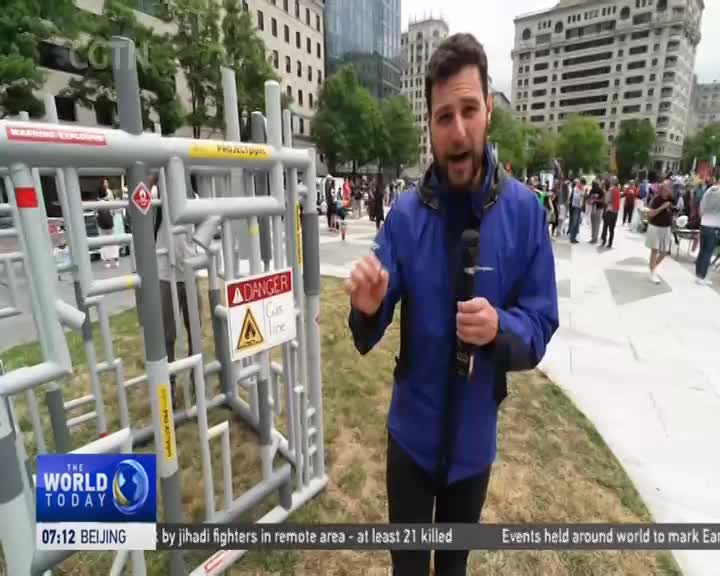 CGTN
WARNING EXPLOSIVE
DANGER
Gas
line
THE
WORLD
TODAY
07:12 BEIJING
k by jihadi fighters in remote area - at least 21 killed
Events held around world to mark Ear